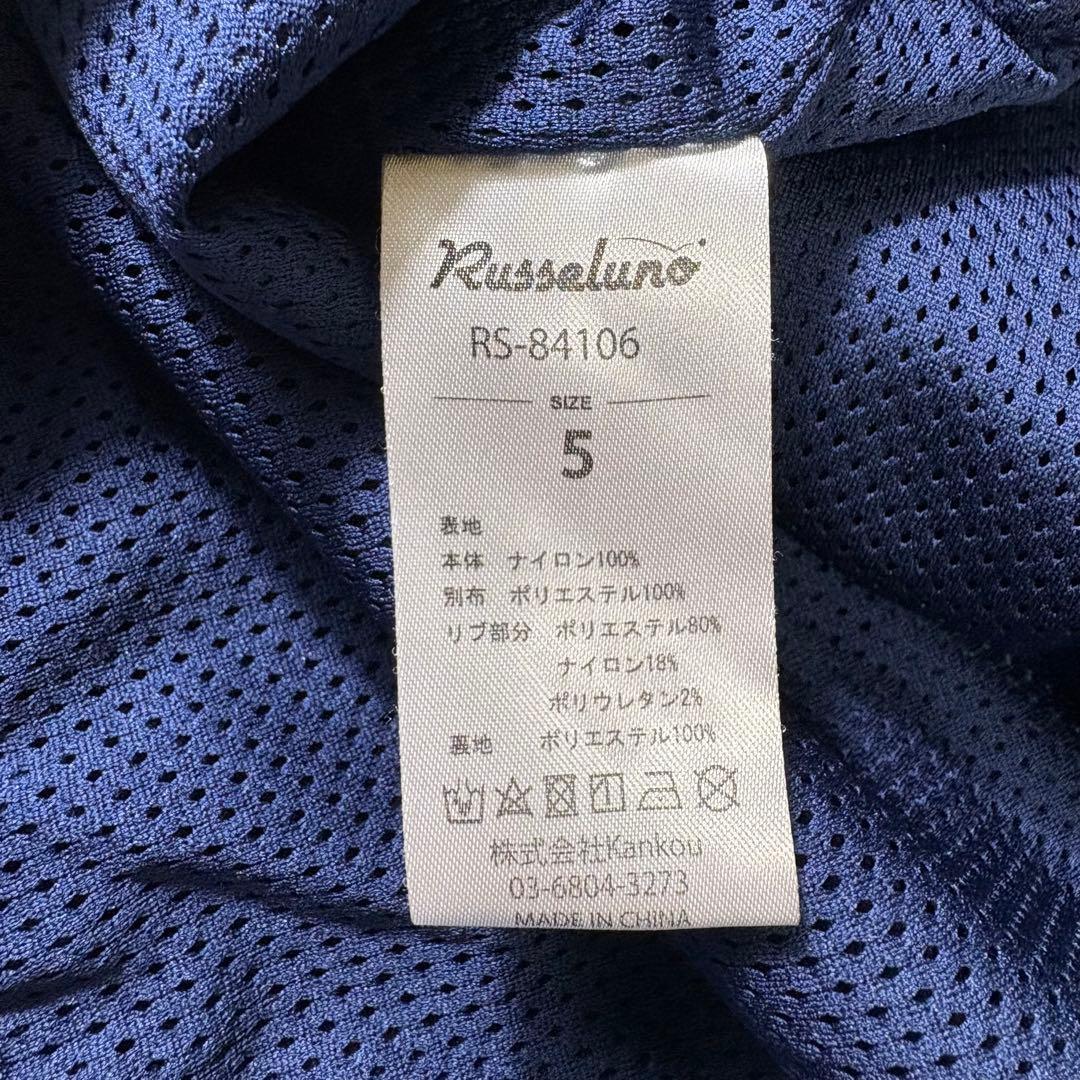 Russeluno
RS-84106
SIZE
5
表地
本体 ナイロン100%
別布 ポリエステル100%
リブ部分 ポリエステル80%
ナイロン18%
ポリウレタン2%
裏地 ポリエステル100%
株式会社Kankou
03-6804-3273
MADE IN CHINA